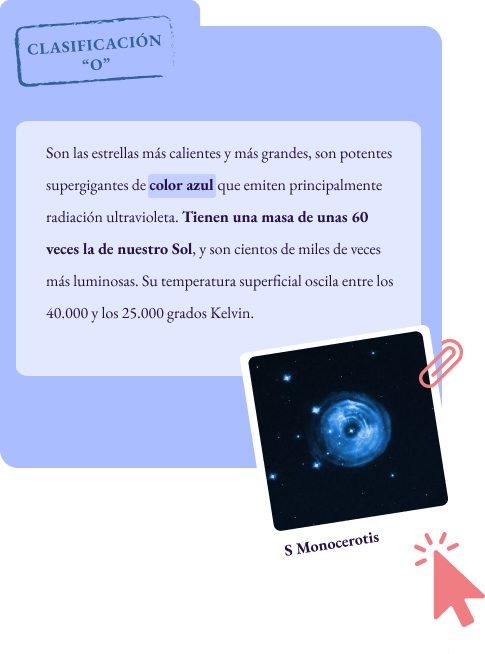 CLASIFICACIÓN
“O”
Son las estrellas más calientes y más grandes, son potentes
supergigantes de color azul que emiten principalmente
radiación ultravioleta. Tienen una masa de unas 60
veces la de nuestro Sol, y son cientos de miles de veces
más luminosas. Su temperatura superficial oscila entre los
40.000 y los 25.000 grados Kelvin.
S Monocerotis